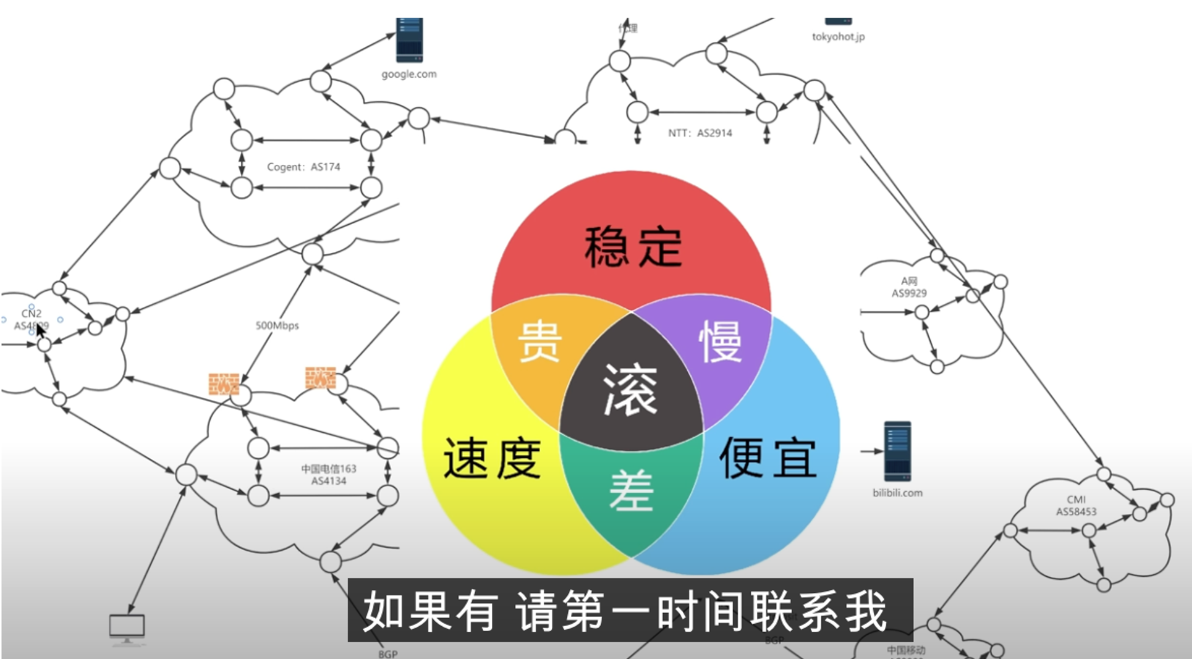 代理
tokyohot.jp
google.com
NTT：AS2914
Cogent：AS174
稳定
A网
AS9929
CN2
500Mbps
贵
慢
滚
速度
便宜
中国电信163
AS4134
差
bilibili.com
CMI
AS58453
如果有 请第一时间联系我
BGP
BGP
中国移动